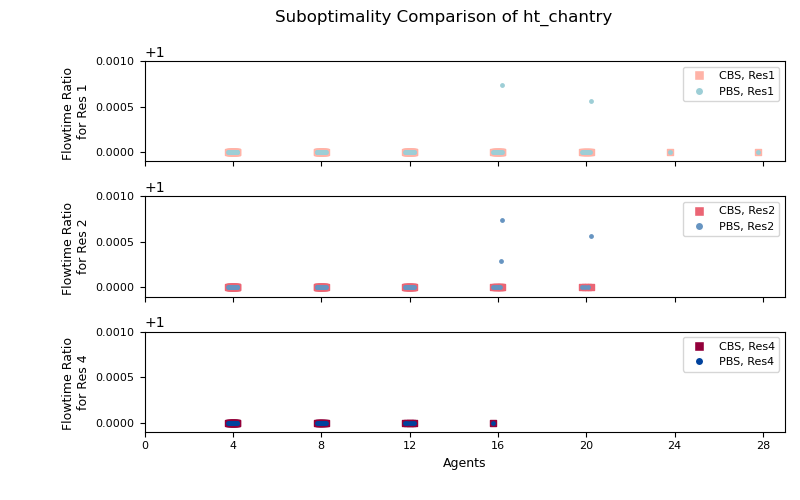 Suboptimality Comparison of ht_chantry
+1
0.0010
0.0005
0.0000
Flowtime Ratio
for Res 1
CBS, Res1
PBS, Res1
+1
0.0010
0.0005
0.0000
Flowtime Ratio
for Res 2
CBS, Res2
PBS, Res2
+1
0.0010
0.0005
0.0000
Flowtime Ratio
for Res 4
CBS, Res4
PBS, Res4
0 4 8 12 16 20 24 28
Agents